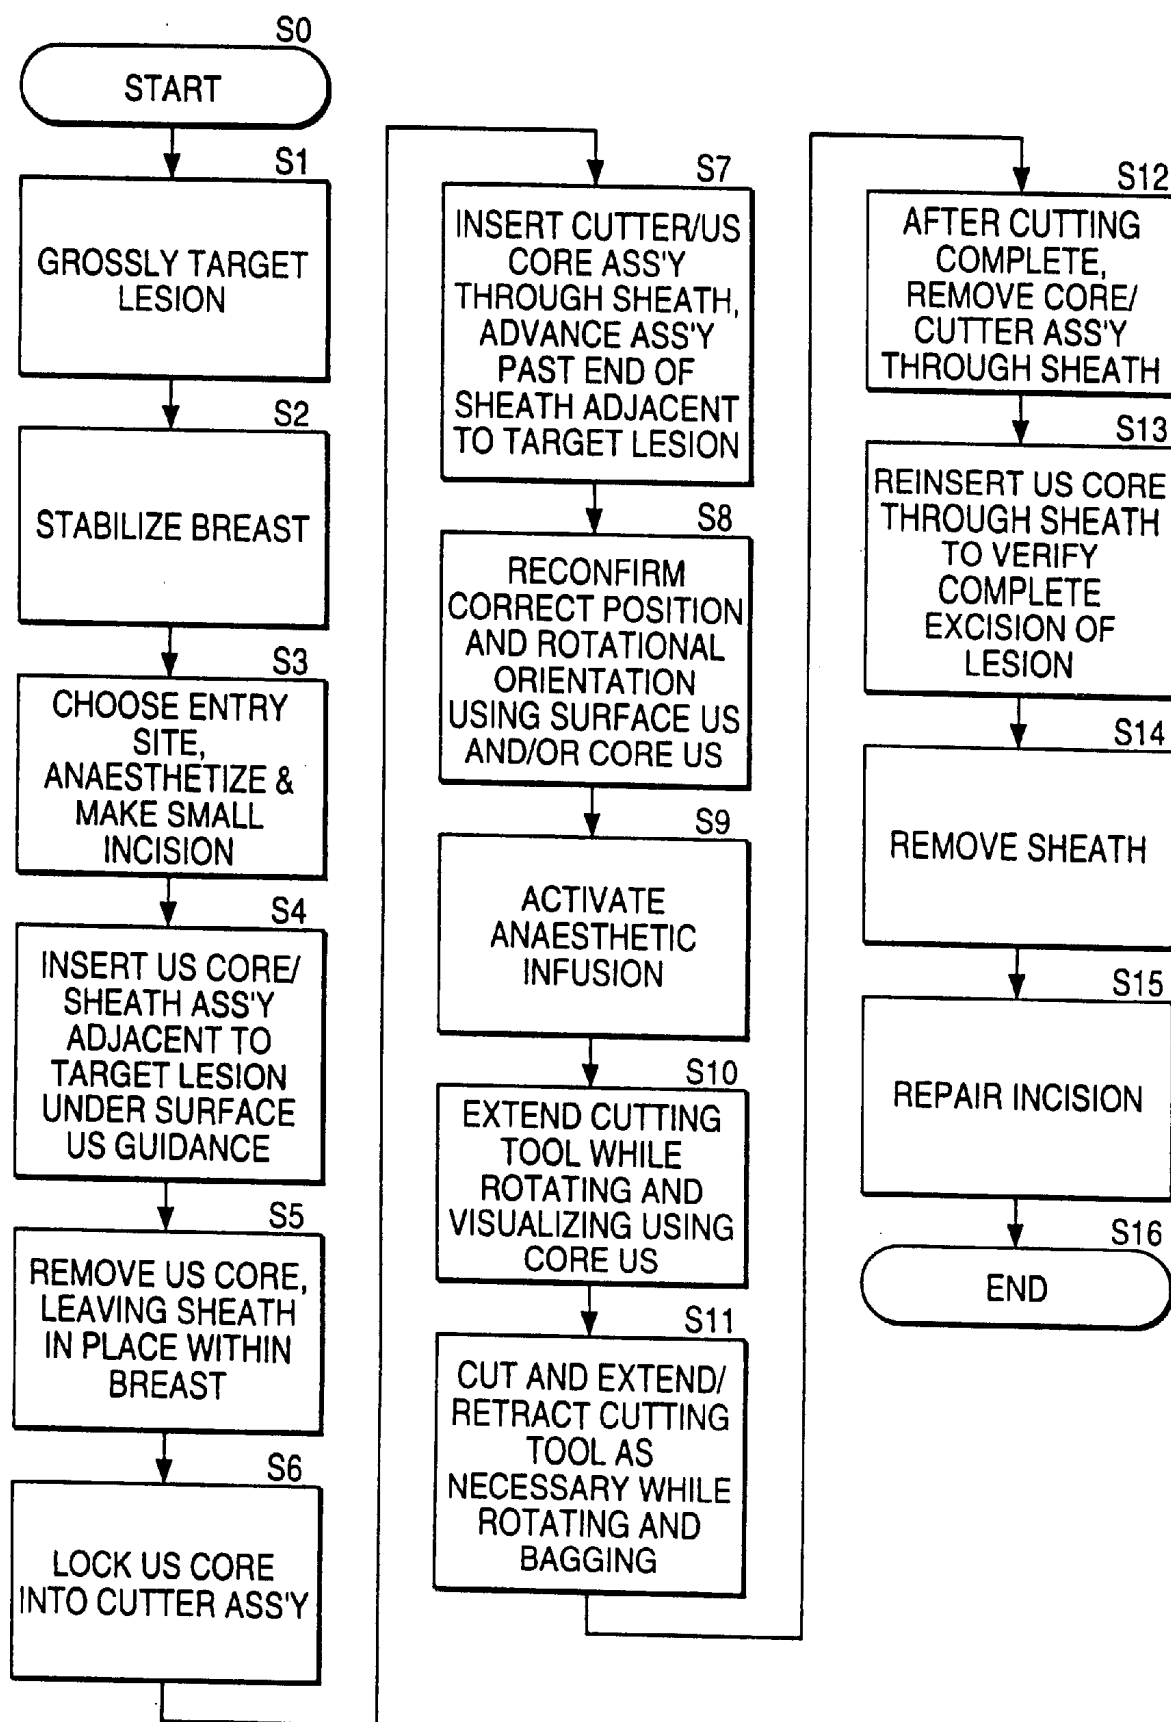 S0
START
S1
GROSSLY TARGET
LESION
S2
STABILIZE BREAST
S3
CHOOSE ENTRY
SITE,
ANAESTHETIZE &
MAKE SMALL
INCISION
S4
INSERT US CORE/
SHEATH ASS'Y
ADJACENT TO
TARGET LESION
UNDER SURFACE
US GUIDANCE
S5
REMOVE US CORE,
LEAVING SHEATH
IN PLACE WITHIN
BREAST
S6
LOCK US CORE
INTO CUTTER ASS'Y
S7
INSERT CUTTER/US
CORE ASS'Y
THROUGH SHEATH,
ADVANCE ASS'Y
PAST END OF
SHEATH ADJACENT
TO TARGET LESION
S8
RECONFIRM
CORRECT POSITION
AND ROTATIONAL
ORIENTATION
USING SURFACE US
AND/OR CORE US
S9
ACTIVATE
ANAESTHETIC
INFUSION
S10
EXTEND CUTTING
TOOL WHILE
ROTATING AND
VISUALIZING USING
CORE US
S11
CUT AND EXTEND/
RETRACT CUTTING
TOOL AS
NECESSARY WHILE
ROTATING AND
BAGGING
S12
AFTER CUTTING
COMPLETE,
REMOVE CORE/
CUTTER ASS'Y
THROUGH SHEATH
S13
REINSERT US CORE
THROUGH SHEATH
TO VERIFY
COMPLETE
EXCISION OF
LESION
S14
REMOVE SHEATH
S15
REPAIR INCISION
S16
END